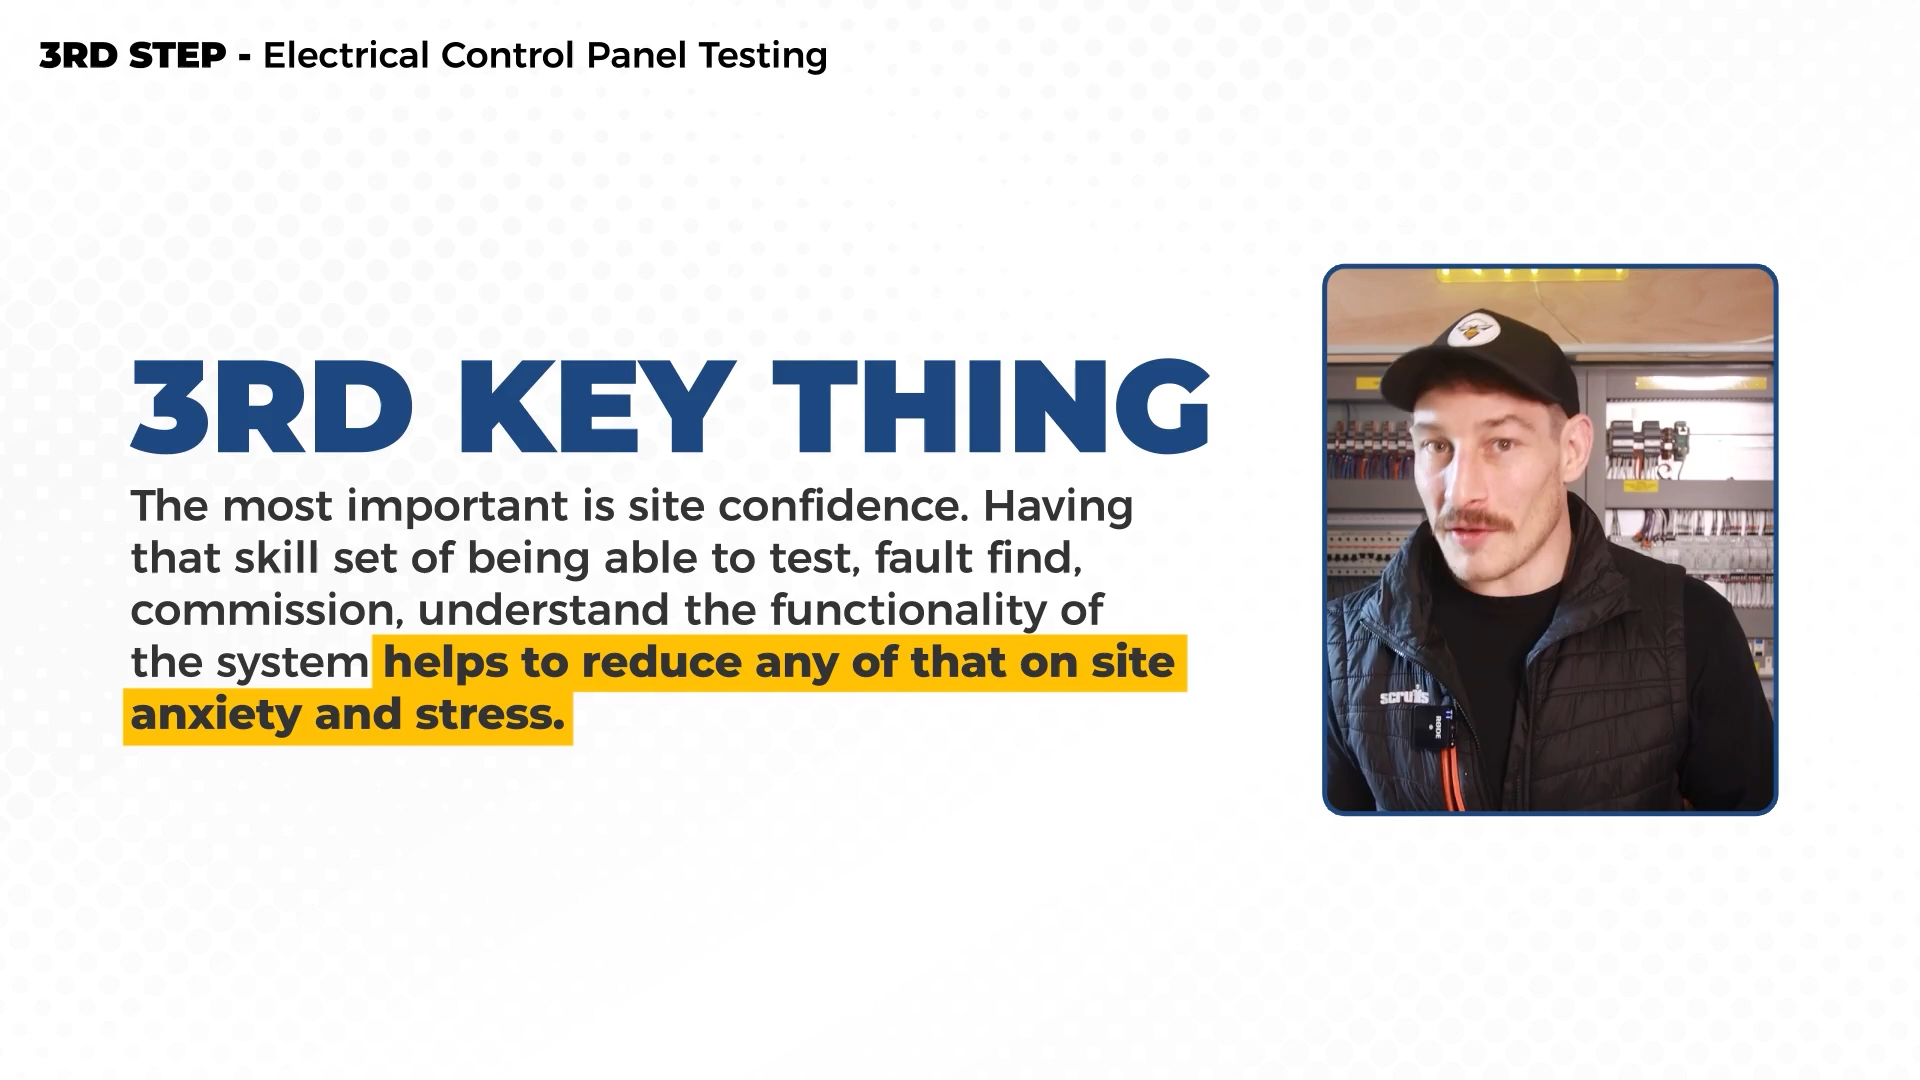 3RD STEP - Electrical Control Panel Testing
3RD KEY THING
The most important is site confidence. Having
that skill set of being able to test, fault find,
commission, understand the functionality of
the system helps to reduce any of that on site
anxiety and stress.
scruffs
RØDE